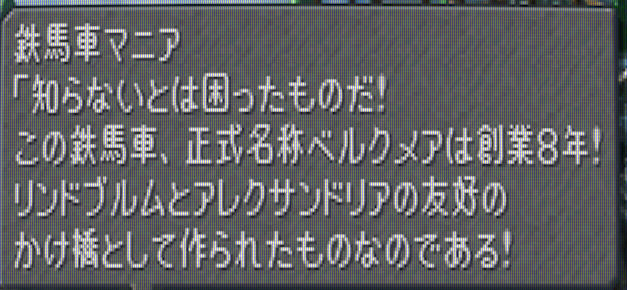 鉄馬車マニア
「知らないとは困ったものだ!
この鉄馬車、正式名称ベルクメアは創業8年!
リンドブルムとアレクサンドリアの友好の
かけ橋として作られたものなのである!